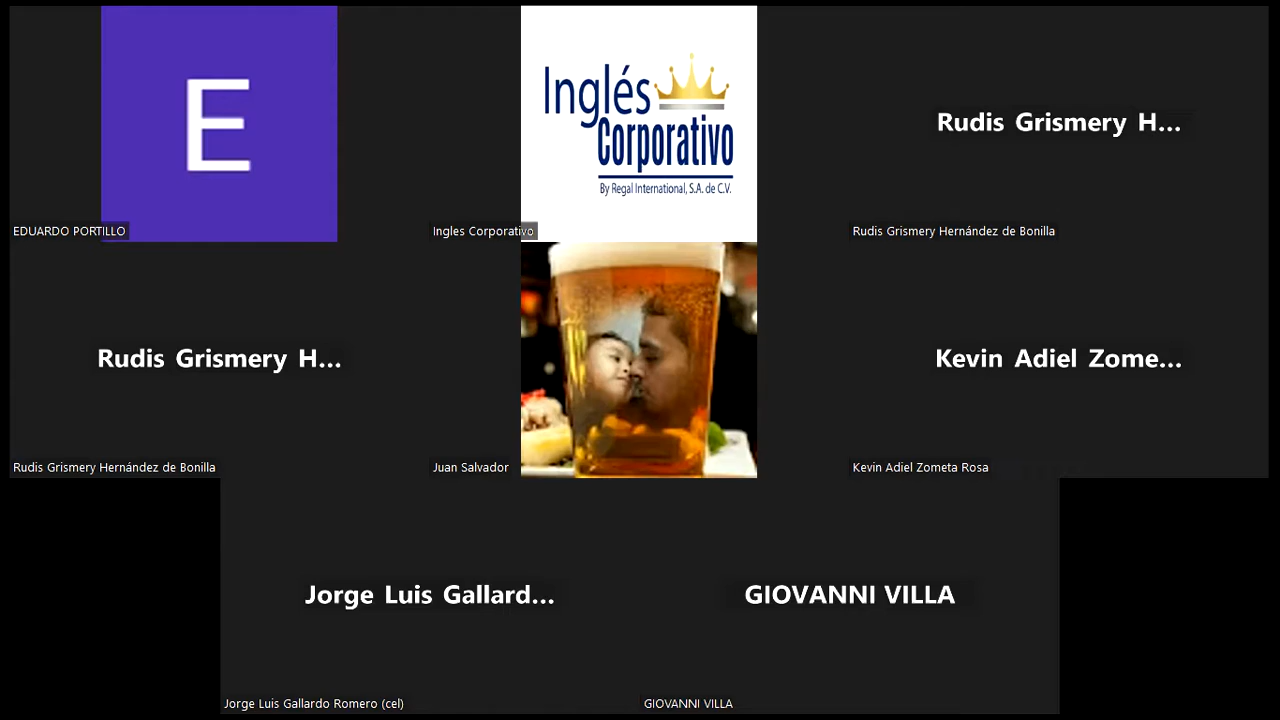 E
EDUARDO PORTILLO
Inglés
Corporativo
By Regal International, S.A. de C.V.
Ingles Corporativo
Rudis Grismery H...
Rudis Grismery Hernández de Bonilla
Rudis Grismery H...
Rudis Grismery Hernández de Bonilla
Juan Salvador
Kevin Adiel Zome...
Kevin Adiel Zometa Rosa
Jorge Luis Gallard...
Jorge Luis Gallardo Romero (cel)
GIOVANNI VILLA
GIOVANNI VILLA